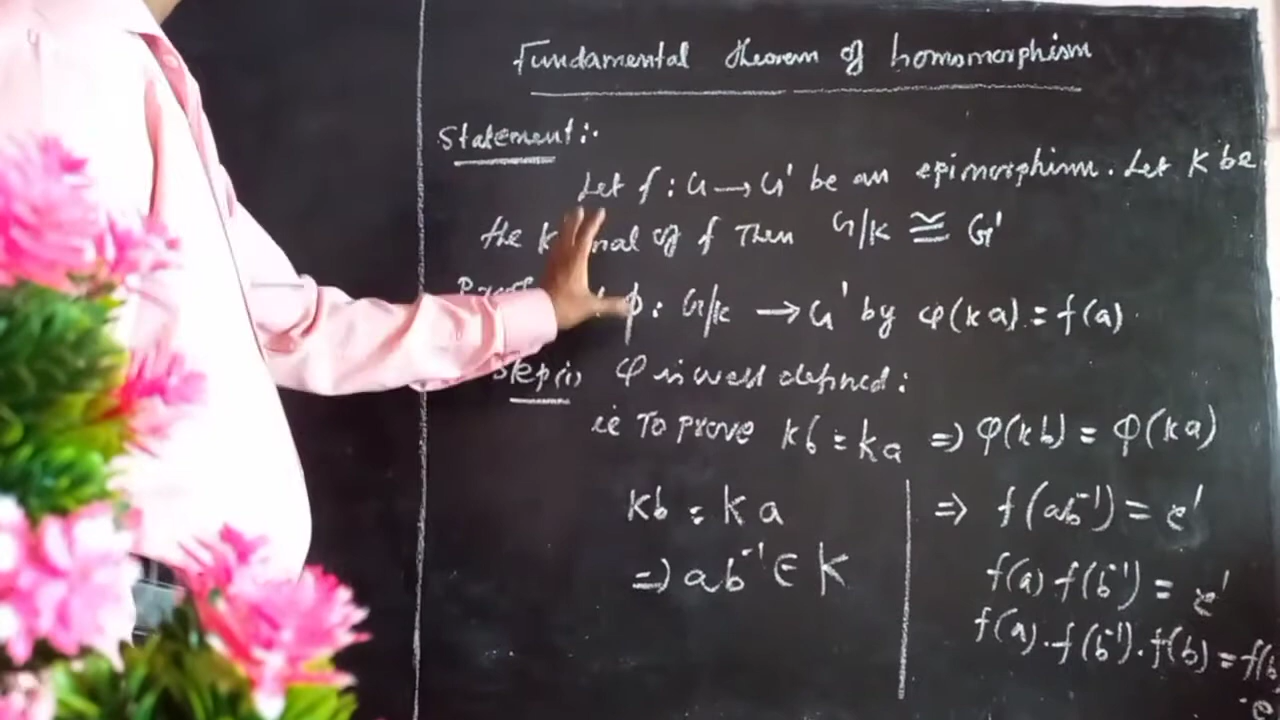 Fundamental theorem of homomorphism
Statement:-
Let f : G → G' be an epimorphism. Let K be
the of f Then G/K ≅ G'
φ : G/K → G' by φ(ka) = f(a).
Step (i) φ is well defined :
ie To prove kb = ka ⇒ φ(kb) = φ(ka)
kb = ka
⇒ ab⁻¹ ∈ K
⇒ f(ab⁻¹) = e'
f(a) f(b⁻¹) = e'
f(a).f(b⁻¹).f(b) = f(b